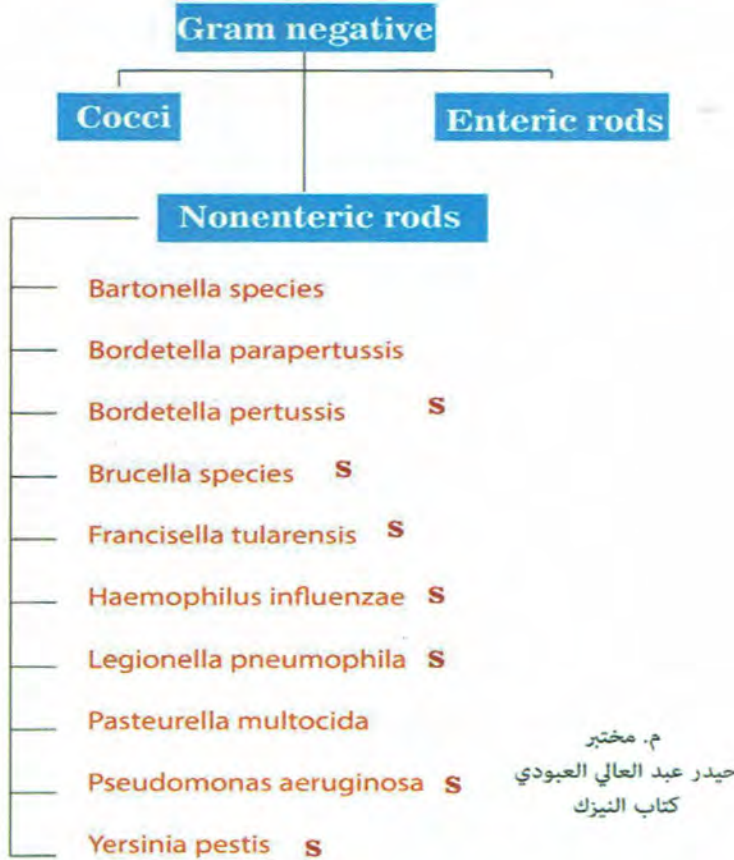 Gram negative
Cocci
Enteric rods
Nonenteric rods
Bartonella species
Bordetella parapertussis
Bordetella pertussis S
Brucella species S
Francisella tularensis S
Haemophilus influenzae S
Legionella pneumophila S
Pasteurella multocida
Pseudomonas aeruginosa S
Yersinia pestis S
م. مختبر
حيدر عبد العالي العبودي
كتاب النيزك